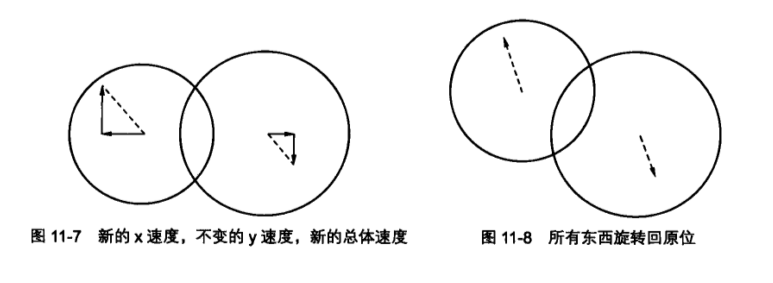 图 11-7 新的 x 速度，不变的 y 速度，新的总体速度
图 11-8 所有东西旋转回原位